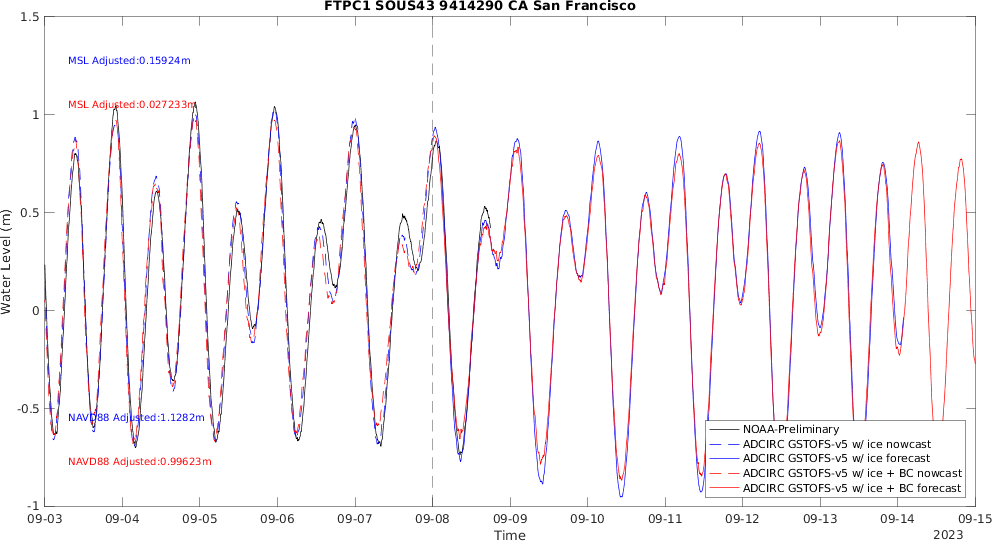 FTPC1 SOUS43 9414290 CA San Francisco
1.5
1
0.5
0
-0.5
-1
Water Level (m)
MSL Adjusted:0.15924m
MSL Adjusted:0.027233m
NAVD88 Adjusted:1.1282m
NAVD88 Adjusted:0.99623m
NOAA-Preliminary
ADCIRC GSTOFS-v5 w/ ice nowcast
ADCIRC GSTOFS-v5 w/ ice forecast
ADCIRC GSTOFS-v5 w/ ice + BC nowcast
ADCIRC GSTOFS-v5 w/ ice + BC forecast
09-03 09-04 09-05 09-06 09-07 09-08 09-09 09-10 09-11 09-12 09-13 09-14 09-15
Time
2023